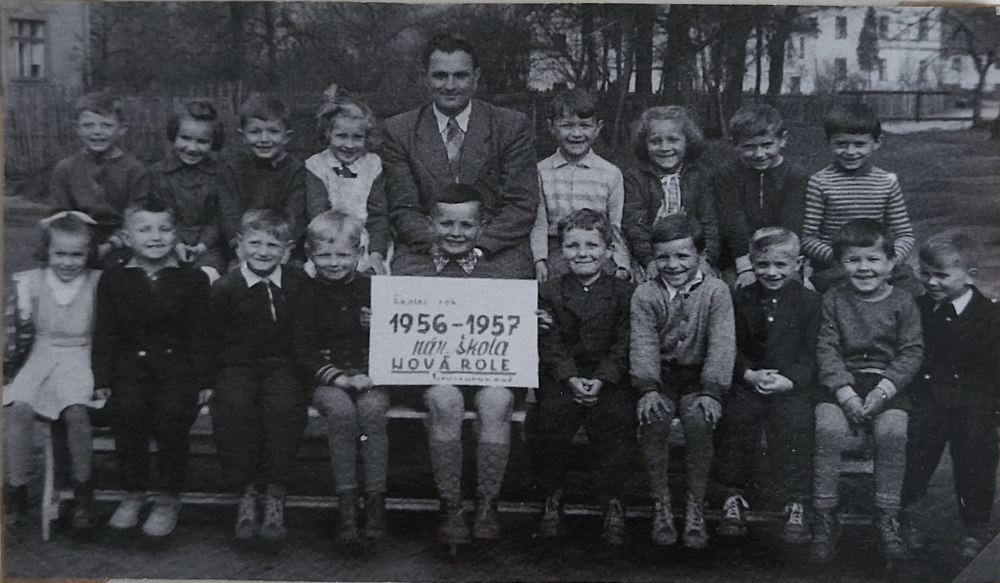 školní rok:
1956-1957
nár. škola
NOVÁ ROLE